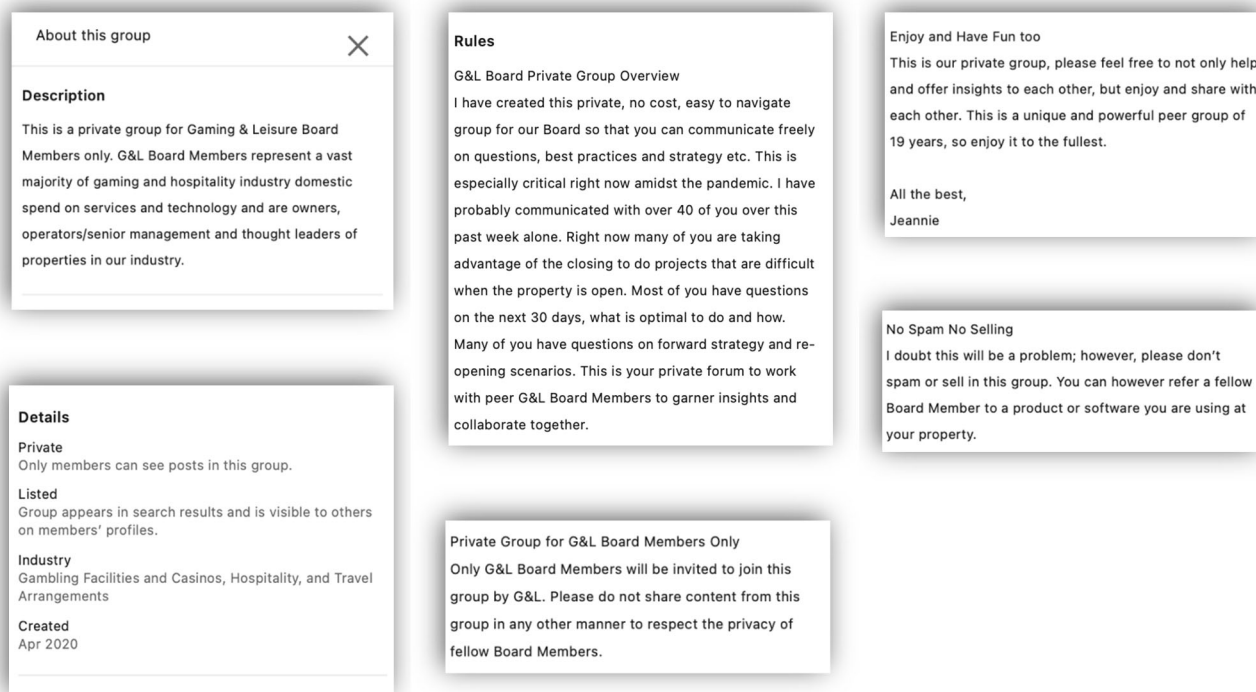 About this group
Description
This is a private group for Gaming & Leisure Board
Members only. G&L Board Members represent a vast
majority of gaming and hospitality industry domestic
spend on services and technology and are owners,
operators/senior management and thought leaders of
properties in our industry.
Details
Private
Only members can see posts in this group.
Listed
Group appears in search results and is visible to others
on members' profiles.
Industry
Gambling Facilities and Casinos, Hospitality, and Travel
Arrangements
Created
Apr 2020
Rules
G&L Board Private Group Overview
I have created this private, no cost, easy to navigate
group for our Board so that you can communicate freely
on questions, best practices and strategy etc. This is
especially critical right now amidst the pandemic. I have
probably communicated with over 40 of you over this
past week alone. Right now many of you are taking
advantage of the closing to do projects that are difficult
when the property is open. Most of you have questions
on the next 30 days, what is optimal to do and how.
Many of you have questions on forward strategy and re-
opening scenarios. This is your private forum to work
with peer G&L Board Members to garner insights and
collaborate together.
Private Group for G&L Board Members Only
Only G&L Board Members will be invited to join this
group by G&L. Please do not share content from this
group in any other manner to respect the privacy of
fellow Board Members.
Enjoy and Have Fun too
This is our private group, please feel free to not only help
and offer insights to each other, but enjoy and share with
each other. This is a unique and powerful peer group of
19 years, so enjoy it to the fullest.
All the best,
Jeannie
No Spam No Selling
I doubt this will be a problem; however, please don't
spam or sell in this group. You can however refer a fellow
Board Member to a product or software you are using at
your property.